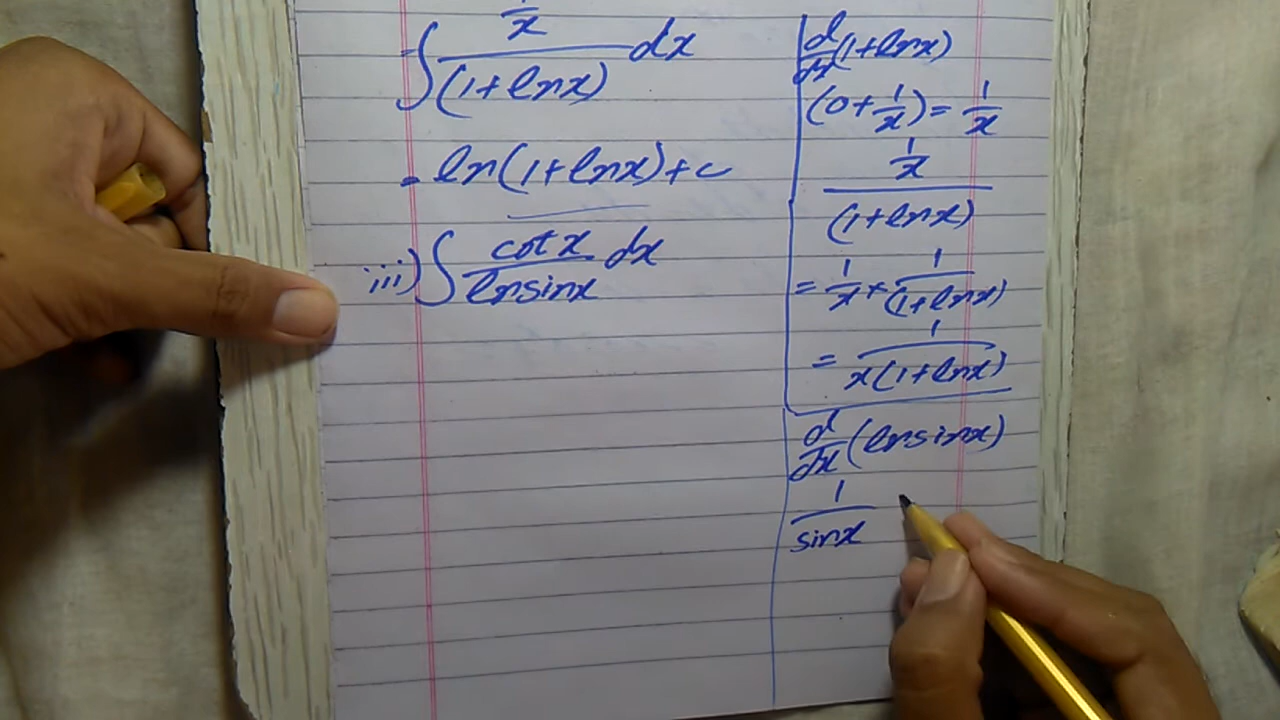 = ∫ (1/x)/(1+lnx) dx
= ln(1+lnx)+c
iii) ∫ cotx/lnsinx dx
d/dx (1+lnx)
(0+1/x) = 1/x
(1/x)/(1+lnx)
= 1/x × 1/(1+lnx)
= 1/x(1+lnx)
d/dx (lnsinx)
1/sinx